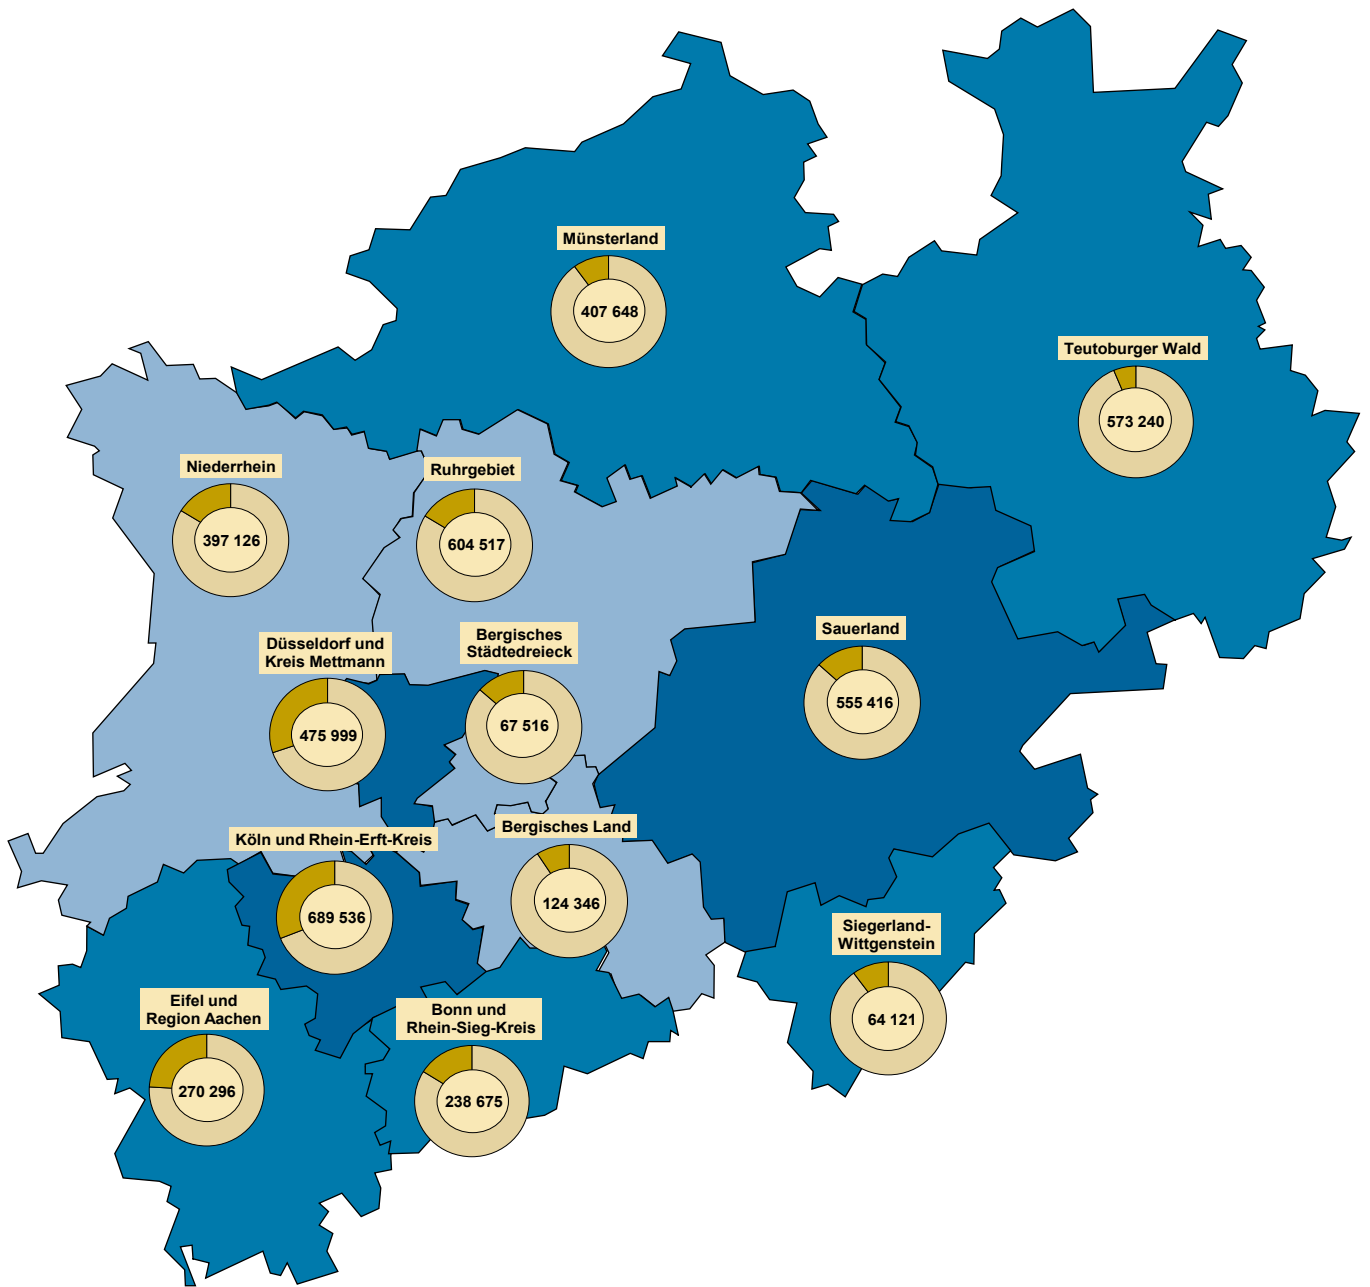 Münsterland
407 648
Teutoburger Wald
573 240
Niederrhein
397 126
Ruhrgebiet
604 517
Düsseldorf und
Kreis Mettmann
475 999
Bergisches
Städtedreieck
67 516
Sauerland
555 416
Köln und Rhein-Erft-Kreis
689 536
Bergisches Land
124 346
Siegerland-
Wittgenstein
64 121
Eifel und
Region Aachen
270 296
Bonn und
Rhein-Sieg-Kreis
238 675